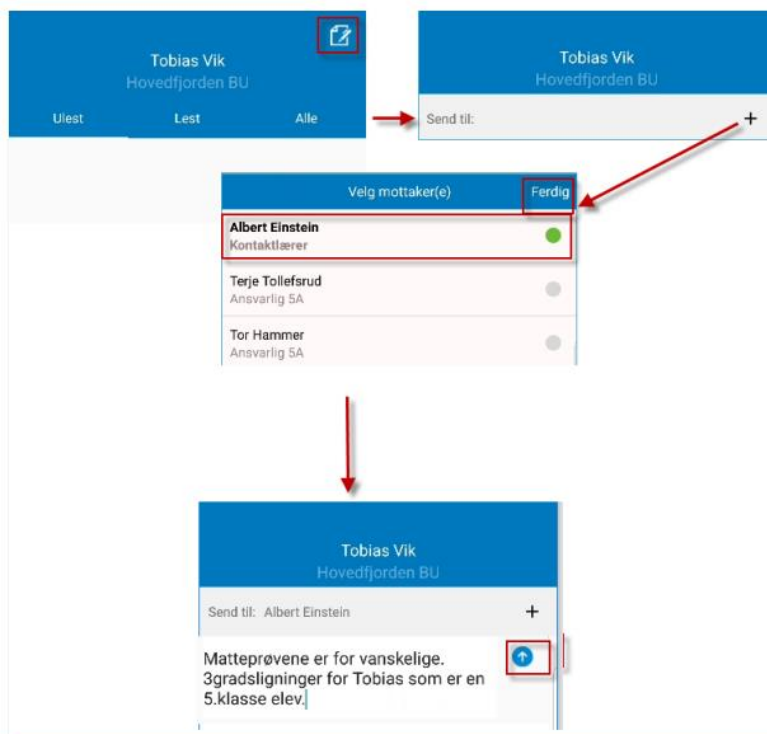 Tobias Vik
Hovedfjorden BU
Ulest Lest Alle
Tobias Vik
Hovedfjorden BU
Send til: +
Velg mottaker(e) Ferdig
Albert Einstein
Kontaktlærer
Terje Tollefsrud
Ansvarlig 5A
Tor Hammer
Ansvarlig 5A
Tobias Vik
Hovedfjorden BU
Send til: Albert Einstein +
Matteprøvene er for vanskelige.
3gradsligninger for Tobias som er en
5.klasse elev.